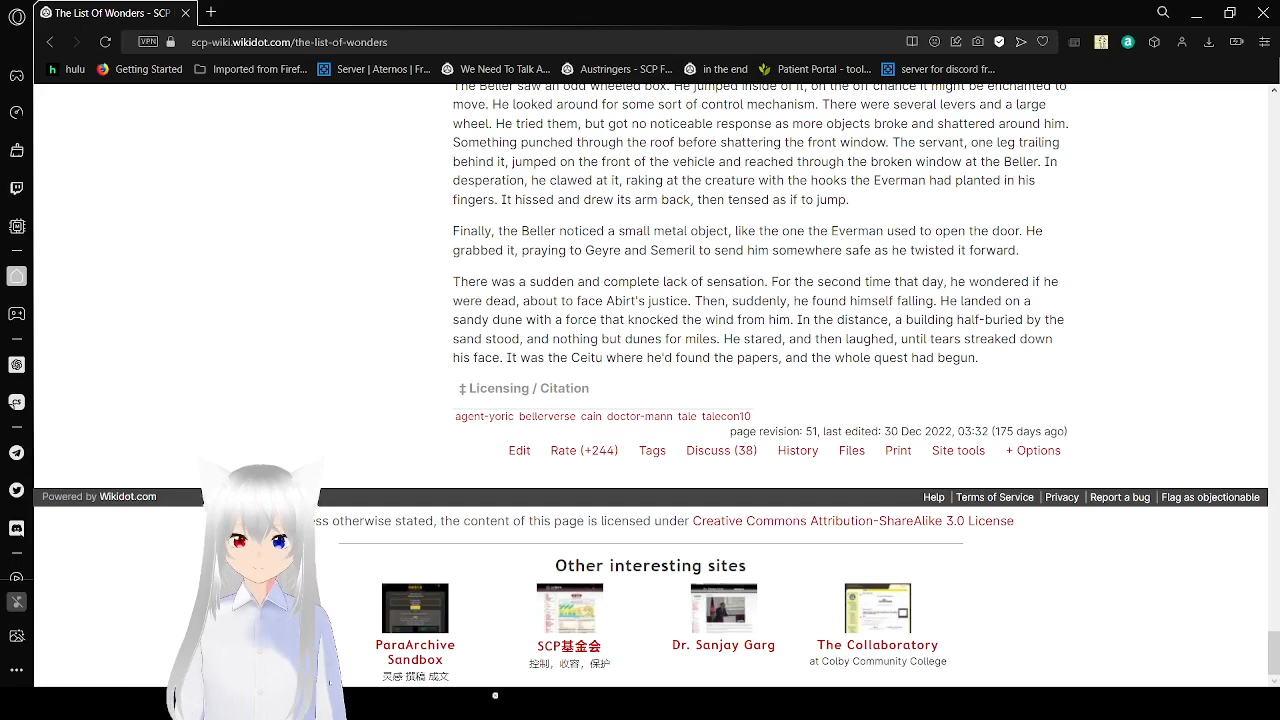 The List Of Wonders - SCP
VPN
scp-wiki.wikidot.com/the-list-of-wonders
hulu
Getting Started
Imported from Firef...
Server | Aternos | Fr...
We Need To Talk A...
Austringers - SCP F...
in the end
Patient Portal - tool...
server for discord fr...
The Beller saw an odd wheeled box. He jumped inside of it, on the off chance it might be enchanted to
move. He looked around for some sort of control mechanism. There were several levers and a large
wheel. He tried them, but got no noticeable response as more objects broke and shattered around him.
Something punched through the roof before shattering the front window. The servant, one leg trailing
behind it, jumped on the front of the vehicle and reached through the broken window at the Beller. In
desperation, he clawed at it, raking at the creature with the hooks the Everman had planted in his
fingers. It hissed and drew its arm back, then tensed as if to jump.
Finally, the Beller noticed a small metal object, like the one the Everman used to open the door. He
grabbed it, praying to Geyre and Semeril to send him somewhere safe as he twisted it forward.
There was a sudden and complete lack of sensation. For the second time that day, he wondered if he
were dead, about to face Abirt's justice. Then, suddenly, he found himself falling. He landed on a
sandy dune with a force that knocked the wind from him. In the distance, a building half-buried by the
sand stood, and nothing but dunes for miles. He stared, and then laughed, until tears streaked down
his face. It was the Ceitu where he'd found the papers, and the whole quest had begun.
‡ Licensing / Citation
agent-yoric bellerverse cain doctor-mann tale talecon10
page revision: 51, last edited: 30 Dec 2022, 03:32 (175 days ago)
Edit Rate (+244) Tags Discuss (38) History Files Print Site tools + Options
Powered by Wikidot.com
Help | Terms of Service | Privacy | Report a bug | Flag as objectionable
otherwise stated, the content of this page is licensed under Creative Commons Attribution-ShareAlike 3.0 License
Other interesting sites
ParaArchive
Sandbox
灵感 撰稿 成文
SCP基金会
控制，收容，保护
Dr. Sanjay Garg
The Collaboratory
at Colby Community College